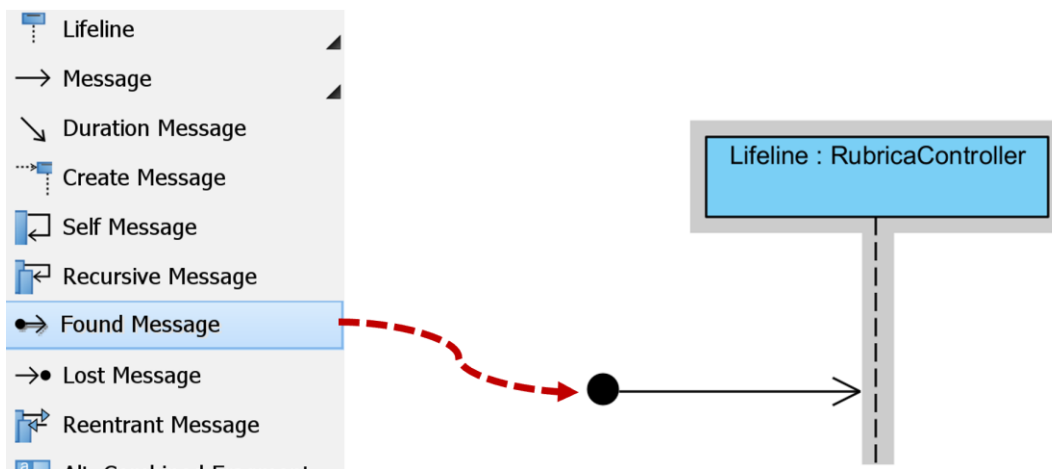 Lifeline
Message
Duration Message
Create Message
Self Message
Recursive Message
Found Message
Lost Message
Reentrant Message
Lifeline : RubricaController